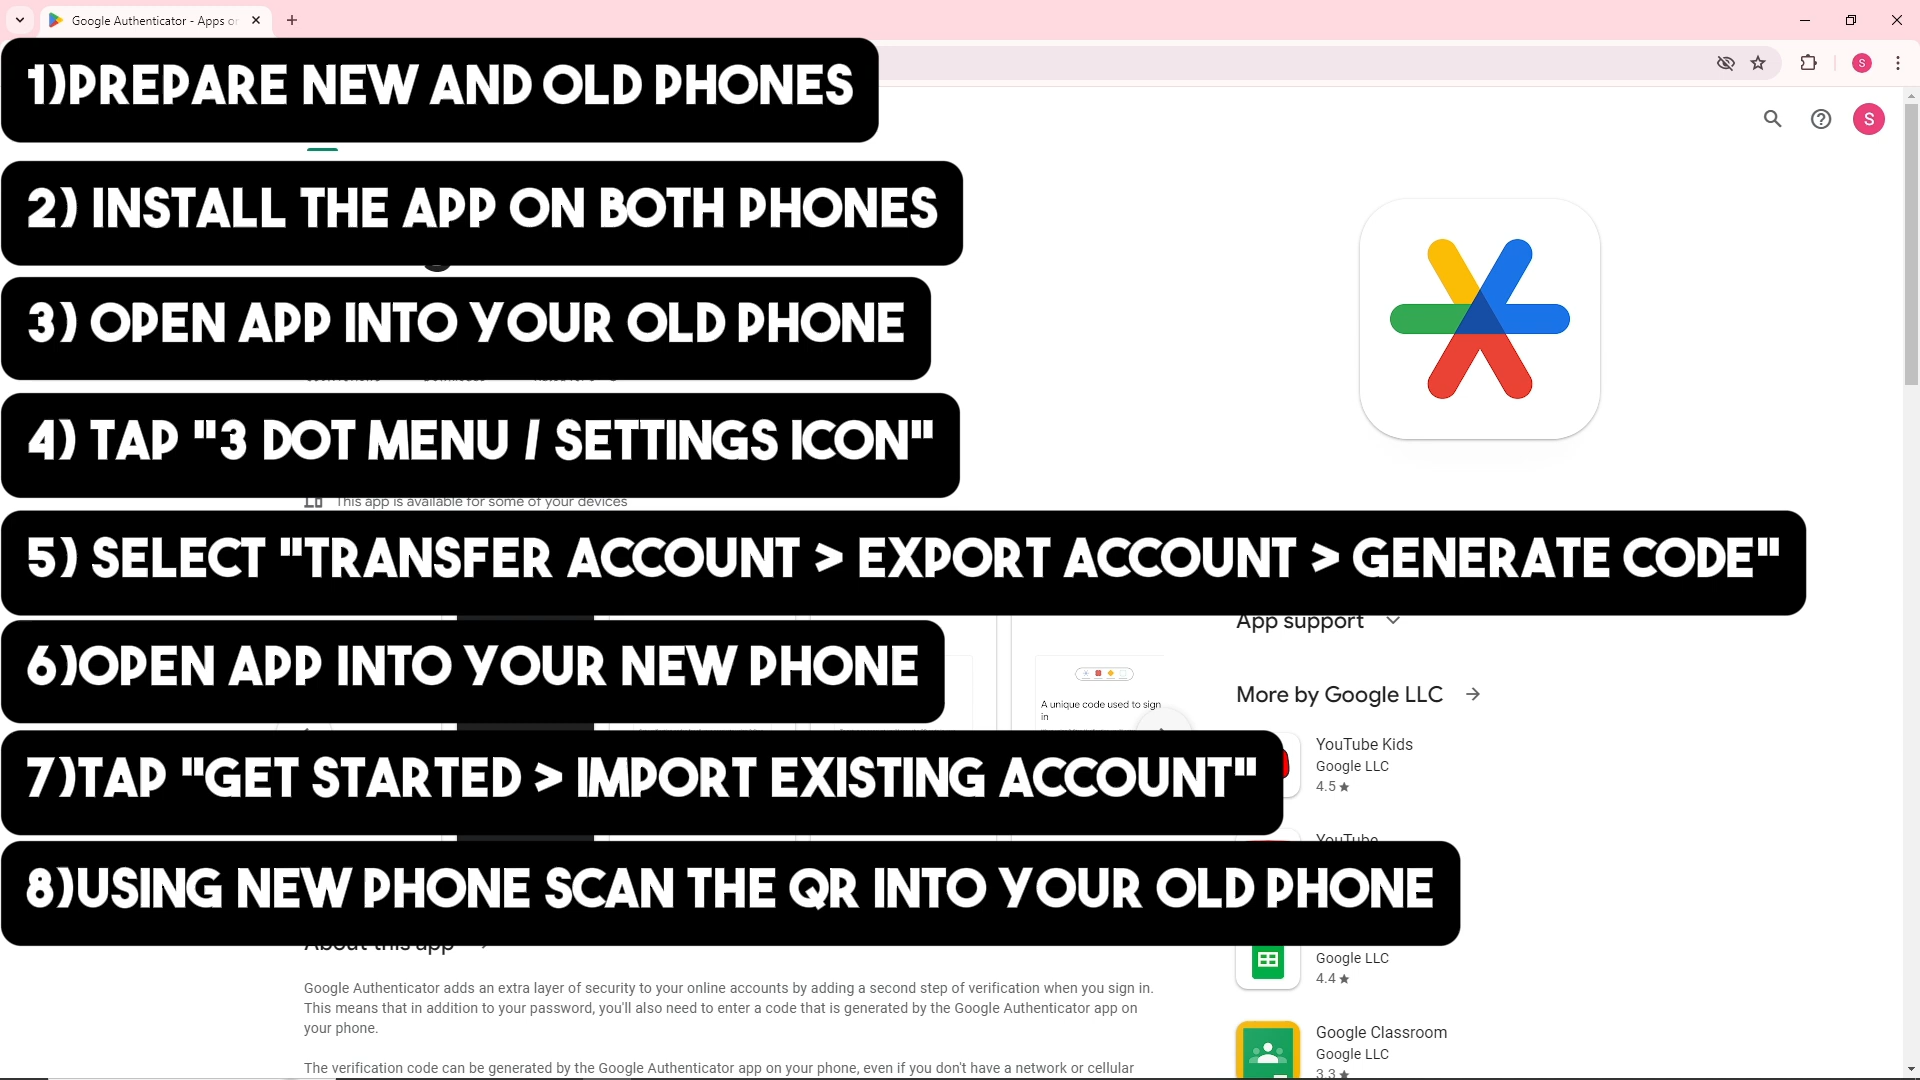 Google Authenticator - Apps o
S
S
1)PREPARE NEW AND OLD PHONES
2) INSTALL THE APP ON BOTH PHONES
3) OPEN APP INTO YOUR OLD PHONE
4) TAP "3 DOT MENU / SETTINGS ICON"
This app is available for some of your devices
5) SELECT "TRANSFER ACCOUNT > EXPORT ACCOUNT > GENERATE CODE"
App support
6)OPEN APP INTO YOUR NEW PHONE
A unique code used to sign
in
More by Google LLC
7)TAP "GET STARTED > IMPORT EXISTING ACCOUNT"
YouTube Kids
Google LLC
4.5
YouTube
8)USING NEW PHONE SCAN THE QR INTO YOUR OLD PHONE
Google LLC
4.4
About this app
Google Authenticator adds an extra layer of security to your online accounts by adding a second step of verification when you sign in.
This means that in addition to your password, you'll also need to enter a code that is generated by the Google Authenticator app on
your phone.
The verification code can be generated by the Google Authenticator app on your phone, even if you don't have a network or cellular
Google Classroom
Google LLC
3.3